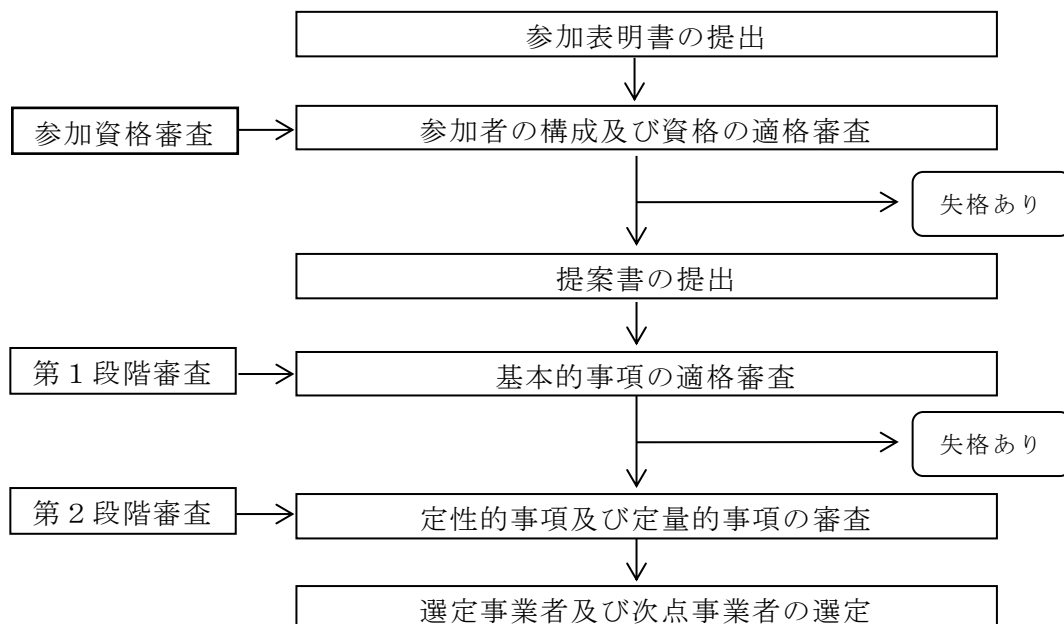 参加表明書の提出
参加資格審査
参加者の構成及び資格の適格審査
失格あり
提案書の提出
第１段階審査
基本的事項の適格審査
失格あり
第２段階審査
定性的事項及び定量的事項の審査
選定事業者及び次点事業者の選定